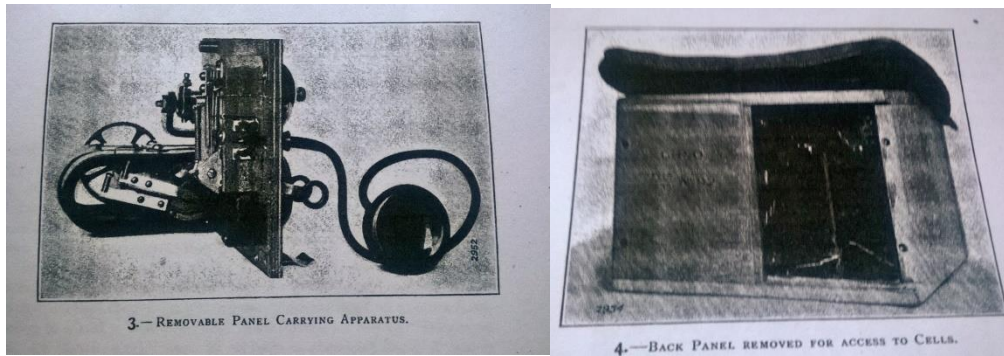 2952
3.—REMOVABLE PANEL CARRYING APPARATUS.
2954
4.—BACK PANEL REMOVED FOR ACCESS TO CELLS.